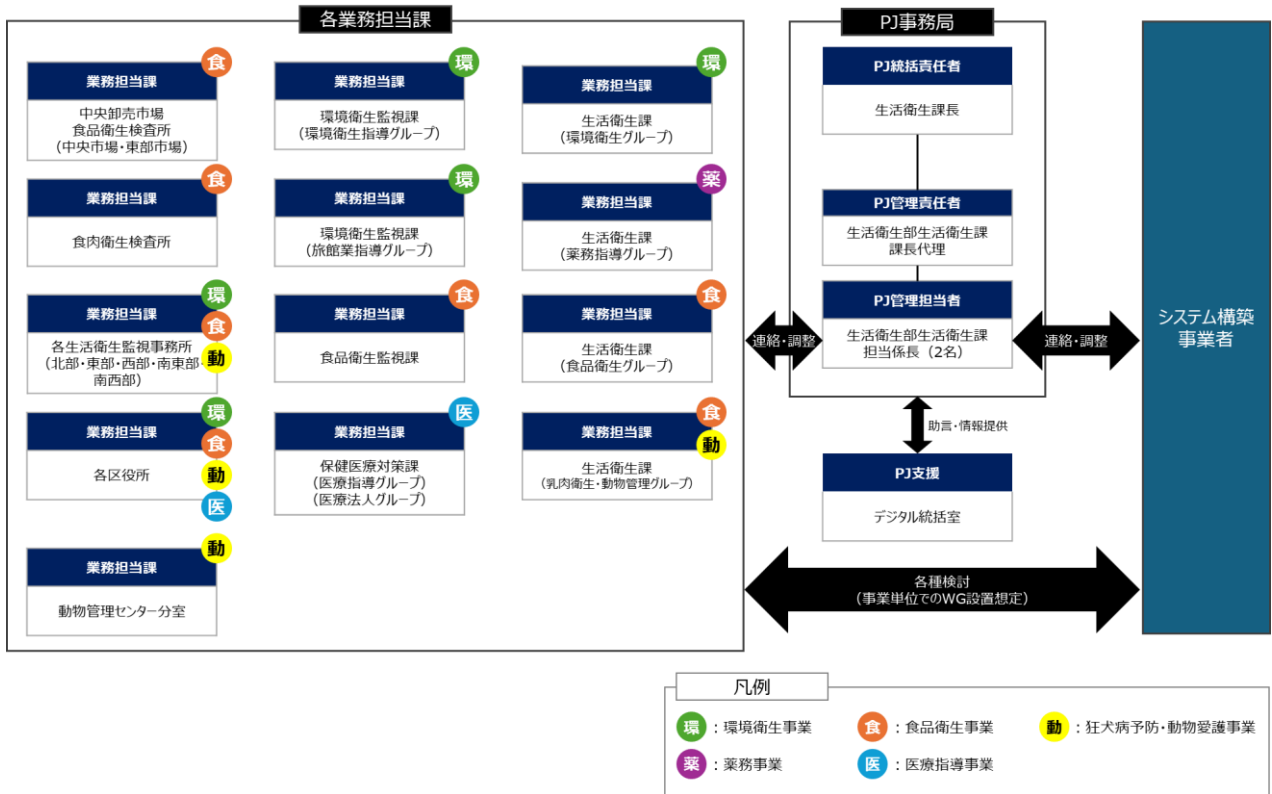 各業務担当課
食
業務担当課
中央卸売市場
食品衛生検査所
(中央市場・東部市場)
環
業務担当課
環境衛生監視課
(環境衛生指導グループ)
環
業務担当課
生活衛生課
(環境衛生グループ)
食
業務担当課
食肉衛生検査所
環
業務担当課
環境衛生監視課
(旅館業指導グループ)
薬
業務担当課
生活衛生課
(薬務指導グループ)
環
食
動
業務担当課
各生活衛生監視事務所
(北部・東部・西部・南東部・
南西部)
食
業務担当課
食品衛生監視課
食
業務担当課
生活衛生課
(食品衛生グループ)
環
食
動
医
業務担当課
各区役所
医
業務担当課
保健医療対策課
(医療指導グループ)
(医療法人グループ)
食
動
業務担当課
生活衛生課
(乳肉衛生・動物管理グループ)
動
業務担当課
動物管理センター分室
PJ事務局
PJ統括責任者
生活衛生課長
PJ管理責任者
生活衛生部生活衛生課
課長代理
PJ管理担当者
生活衛生部生活衛生課
担当係長(2名)
連絡・調整
連絡・調整
助言・情報提供
PJ支援
デジタル統括室
各種検討
(事業単位でのWG設置想定)
システム構築
事業者
凡例
環:環境衛生事業
食:食品衛生事業
動:狂犬病予防・動物愛護事業
薬:薬務事業
医:医療指導事業